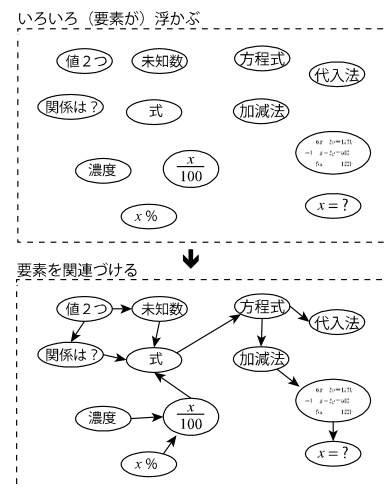 いろいろ（要素が）浮かぶ
値２つ 未知数 方程式 代入法
関係は？ 式 加減法
濃度 x/100
x % x = ?
要素を関連づける
値２つ 未知数 方程式 代入法
関係は？ 式 加減法
濃度 x/100
x % x = ?